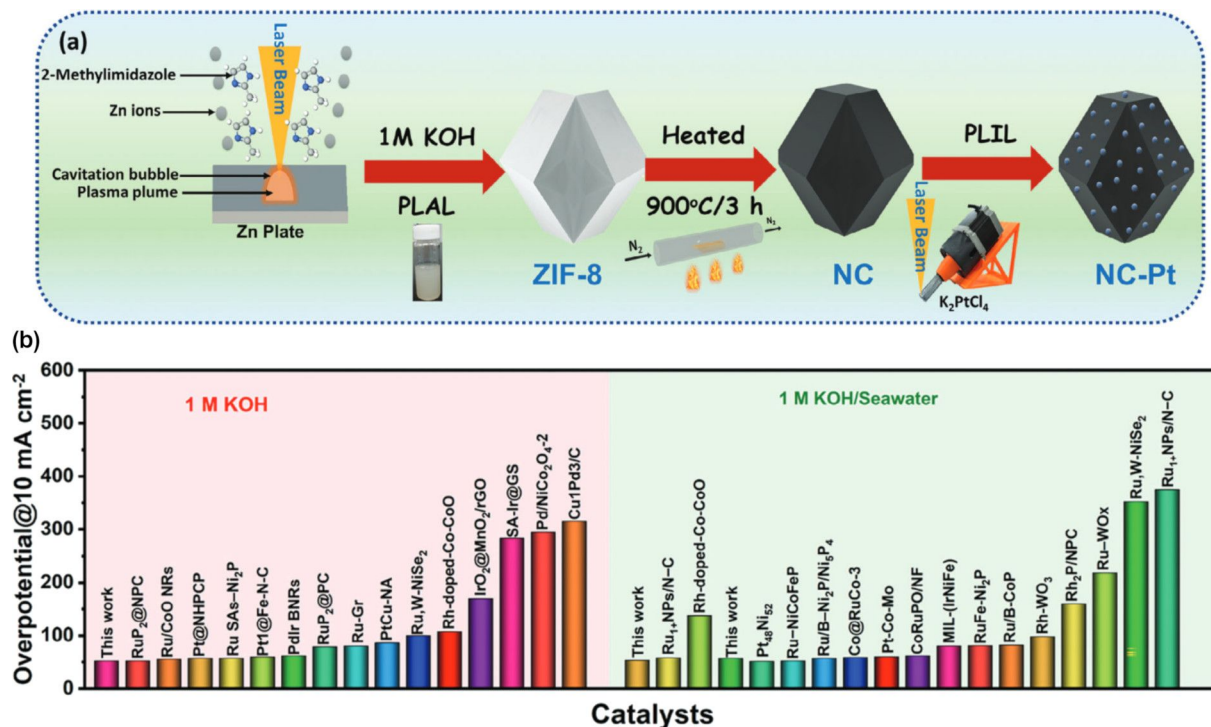 (a)
2-Methylimidazole
Zn ions
Cavitation bubble
Plasma plume
Laser Beam
Zn Plate
1M KOH
PLAL
ZIF-8
Heated
900°C/3 h
N₂
N₂
NC
PLIL
Laser Beam
K₂PtCl₄
NC-Pt
(b)
Overpotential@10 mA cm⁻²
600
500
400
300
200
100
0
1 M KOH
This work
RuP₂@NPC
Ru/CoO NRs
Pt@NHPCP
Ru SAs–Ni₂P
Pt1@Fe-N-C
PdIr BNRs
RuP₂@PC
Ru-Gr
PtCu-NA
Ru,W-NiSe₂
Rh-doped-Co-CoO
IrO₂@MnO₂/rGO
SA-Ir@GS
Pd/NiCo₂O₄-2
Cu1Pd3/C
1 M KOH/Seawater
This work
Ru₁₊NPs/N–C
Rh-doped-Co-CoO
This work
Pt₄₈Ni₅₂
Ru–NiCoFeP
Ru/B–Ni₂P/Ni₅P₄
Co@RuCo-3
Pt-Co-Mo
CoRuPO/NF
MIL-(IrNiFe)
RuFe-Ni₂P
Ru/B-CoP
Rh-WO₃
Rh₂P/NPC
Ru–WOx
Ru,W-NiSe₂
Ru₁₊NPs/N–C
Catalysts